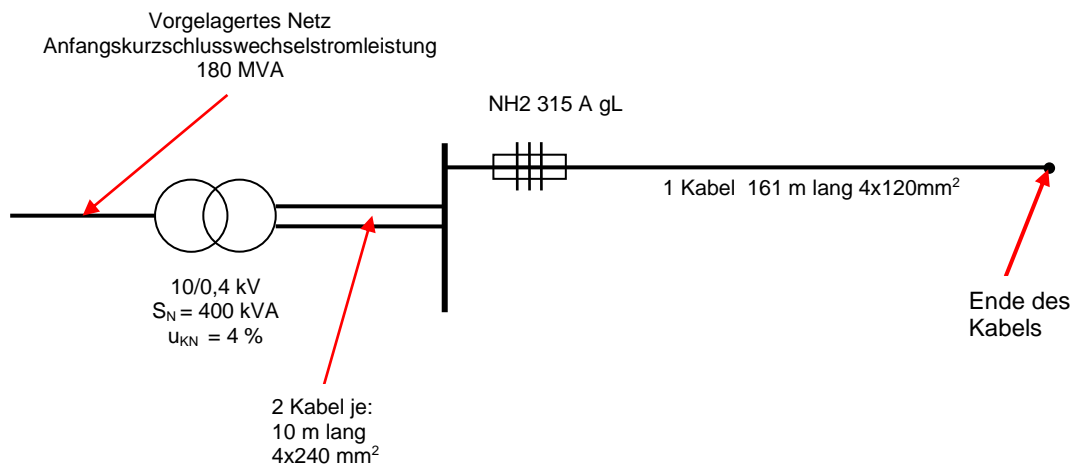 Vorgelagertes Netz
Anfangskurzschlusswechselstromleistung
180 MVA
NH2 315 A gL
1 Kabel 161 m lang 4x120mm²
10/0,4 kV
S_N = 400 kVA
u_KN = 4 %
Ende des
Kabels
2 Kabel je:
10 m lang
4x240 mm²